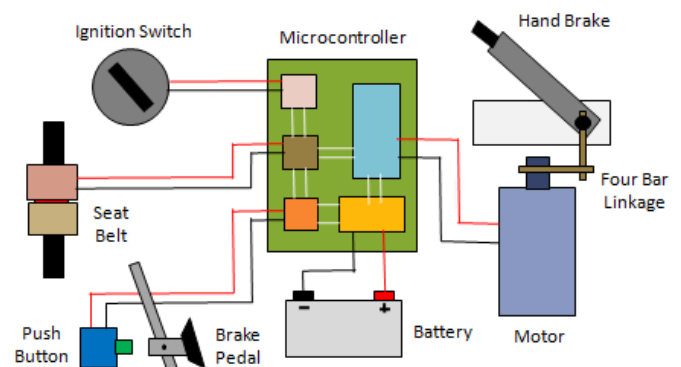 Ignition Switch
Microcontroller
Hand Brake
Four Bar
Linkage
Seat
Belt
Push
Button
Brake
Pedal
- +
Battery
Motor